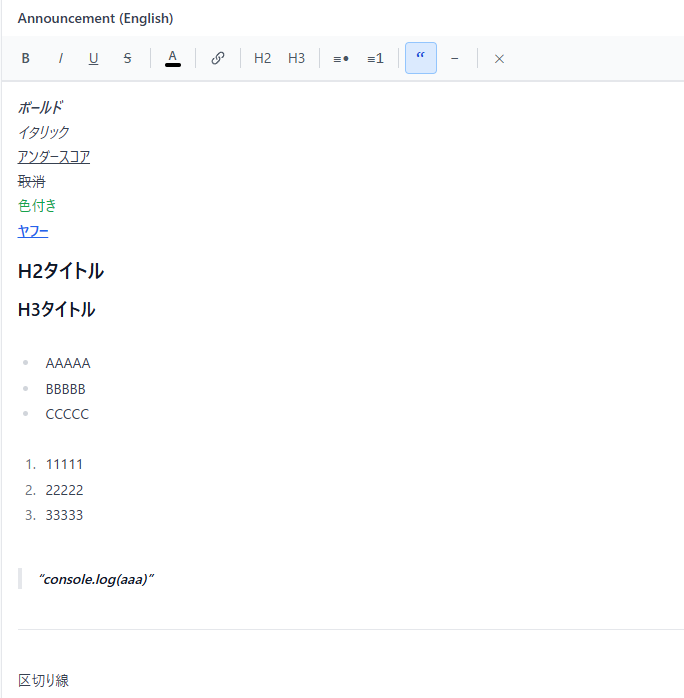 Announcement (English)
B I U S A H2 H3 1 “ –
ボールド
イタリック
アンダースコア
取消
色付き
ヤフー
H2タイトル
H3タイトル
AAAAA
BBBBB
CCCCC
1. 11111
2. 22222
3. 33333
“console.log(aaa)”
区切り線